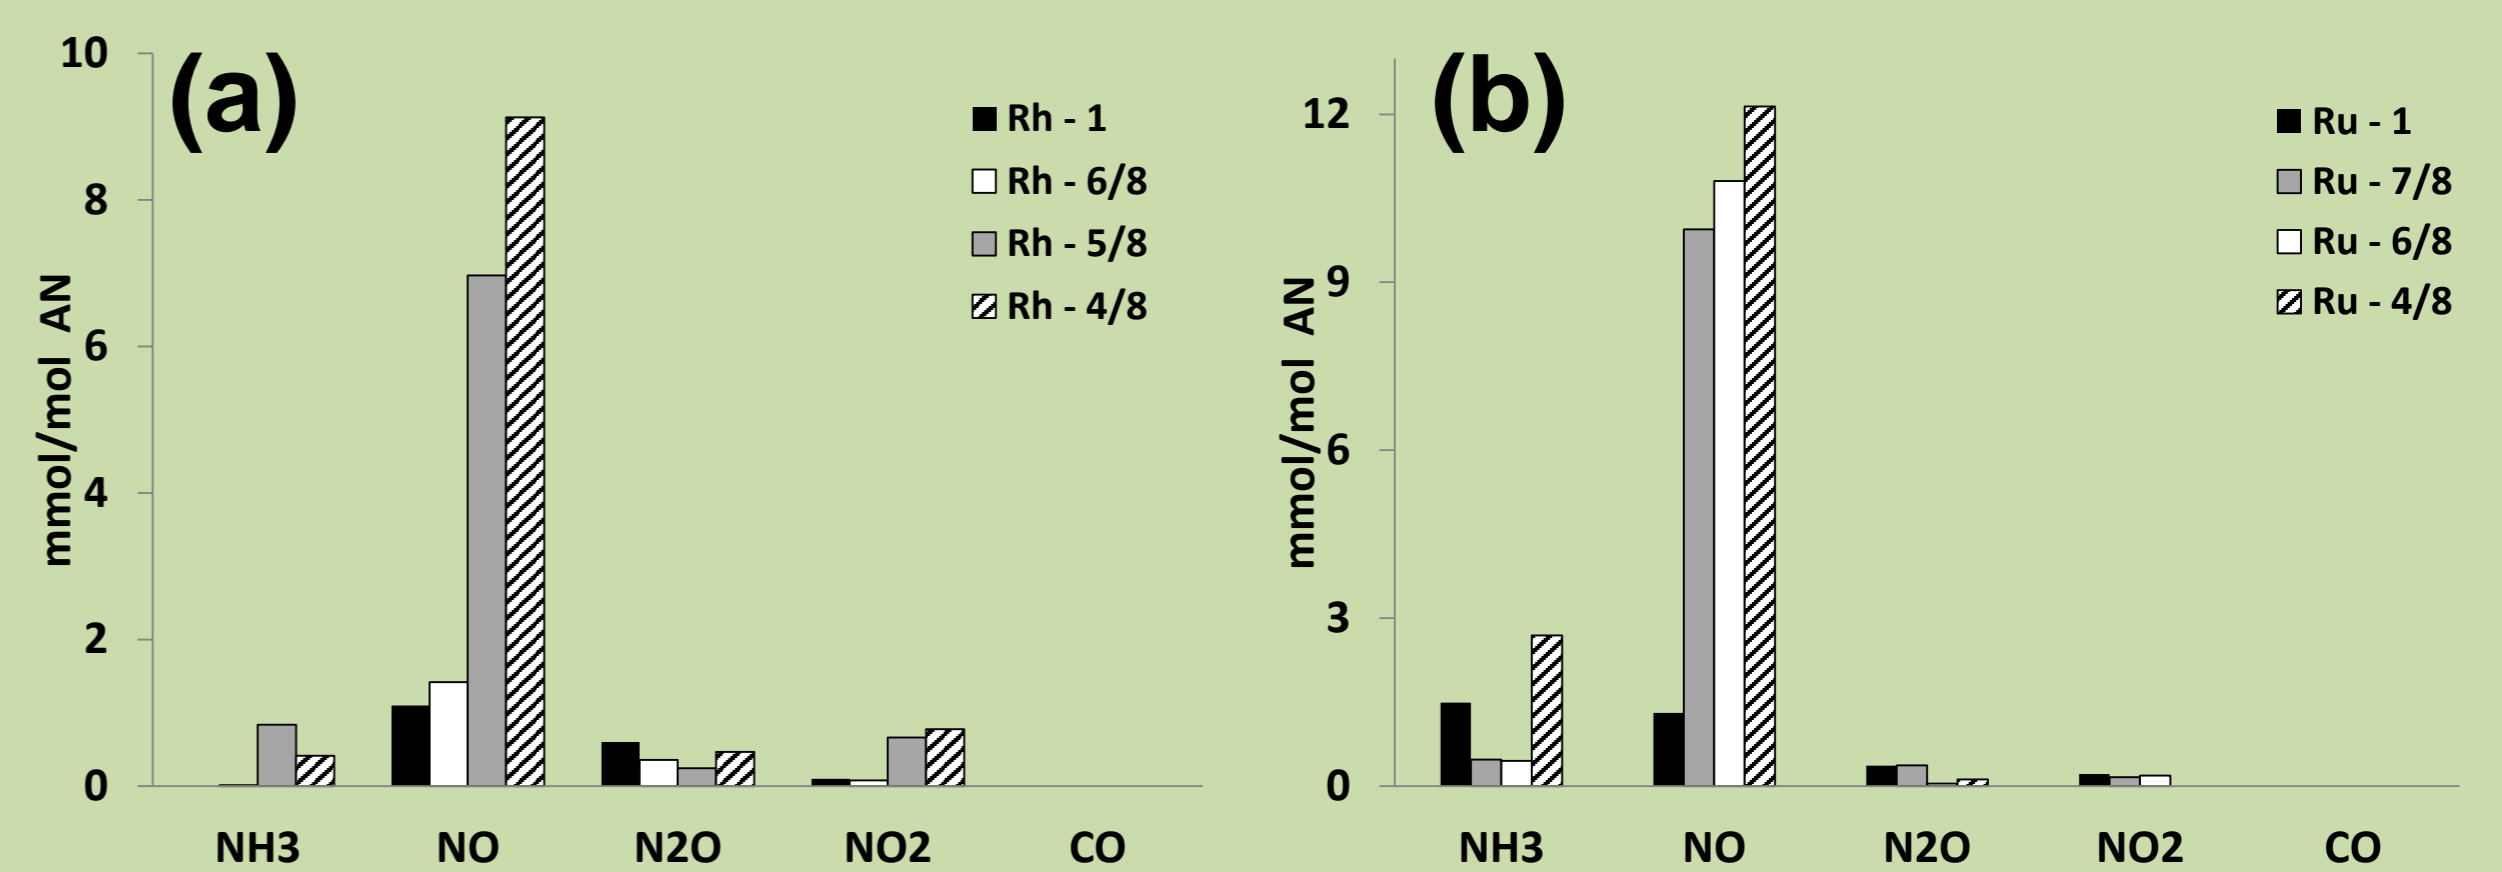 (a)
10
8
6
4
2
0
mmol/mol AN
Rh - 1
Rh - 6/8
Rh - 5/8
Rh - 4/8
NH3 NO N2O NO2 CO
(b)
12
9
6
3
0
mmol/mol AN
Ru - 1
Ru - 7/8
Ru - 6/8
Ru - 4/8
NH3 NO N2O NO2 CO